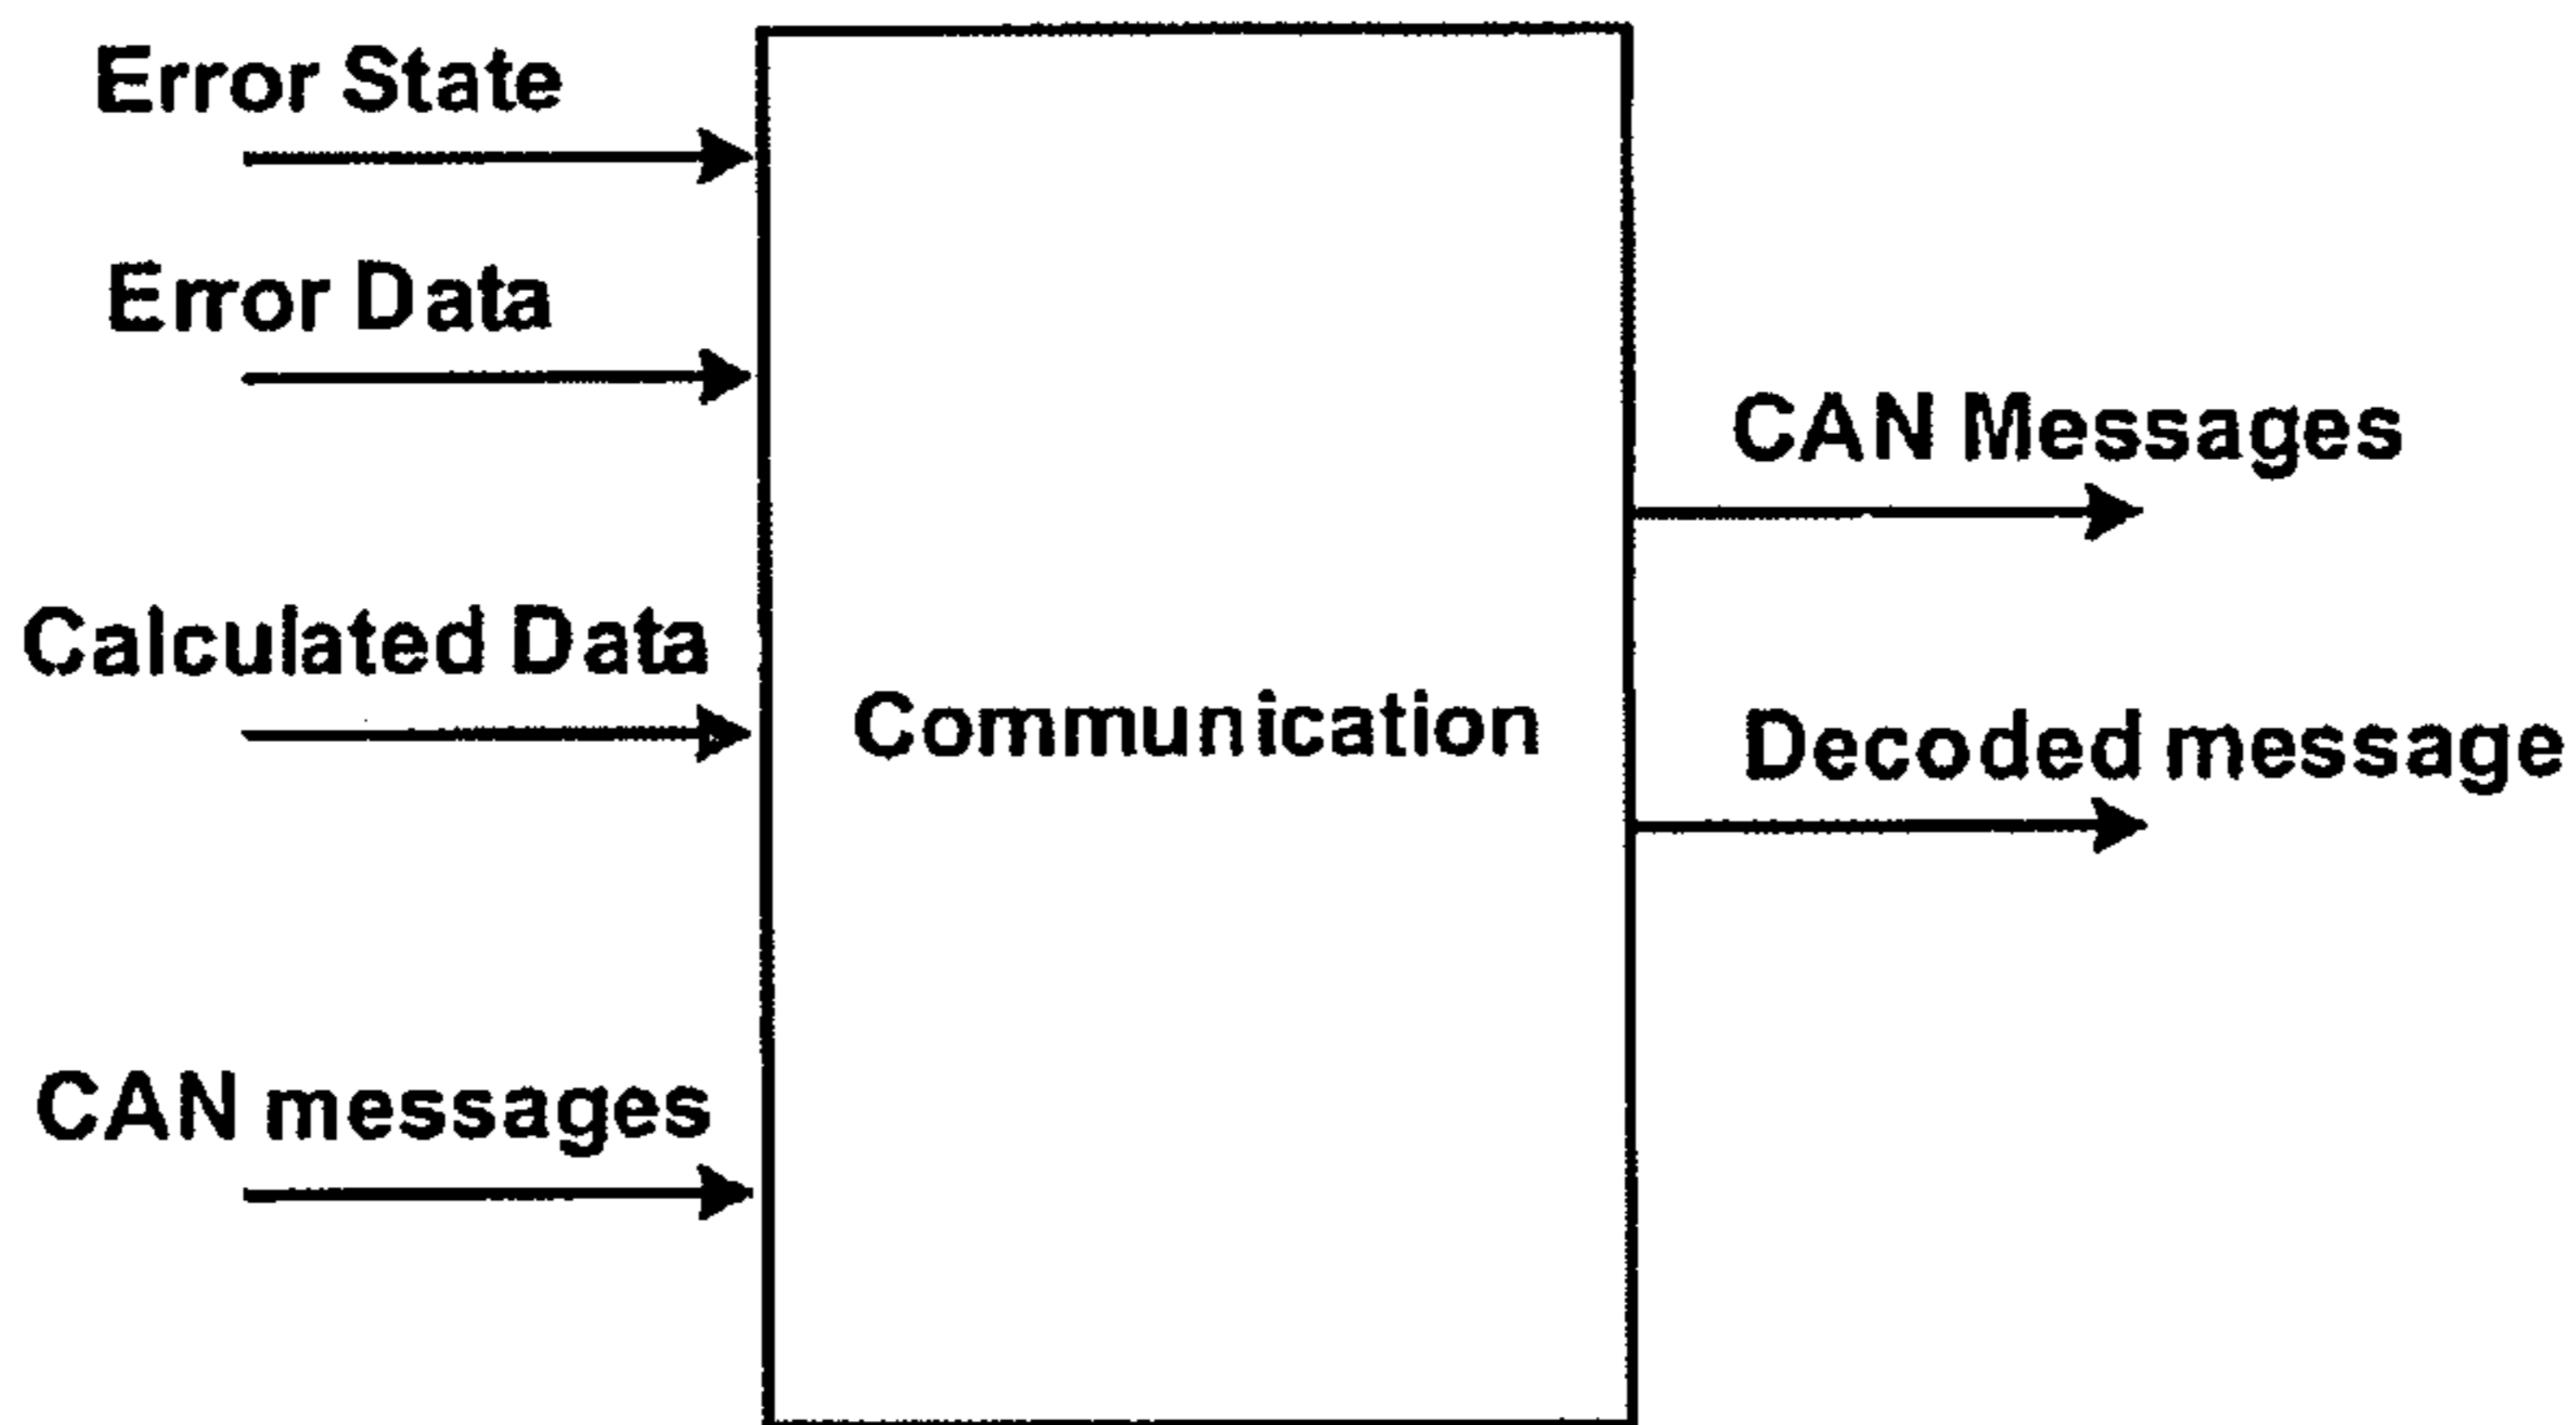 Error State
Error Data
Calculated Data
CAN messages
Communication
CAN Messages
Decoded message